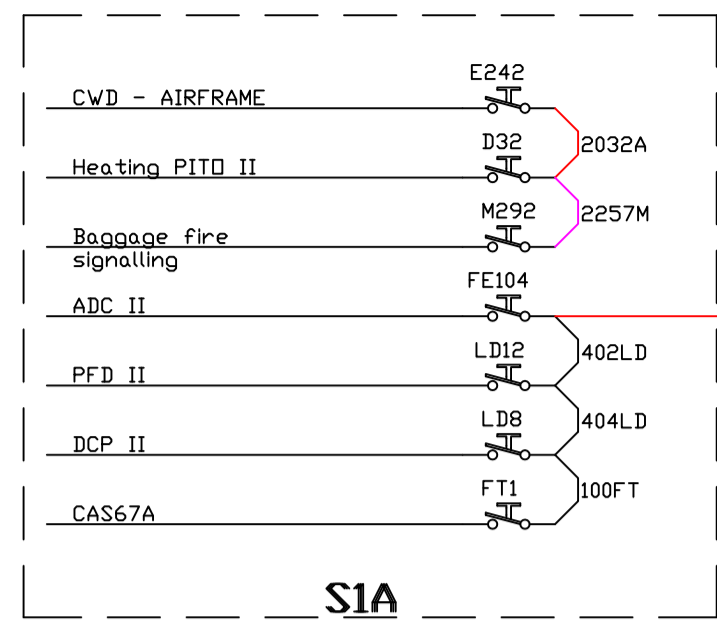 E242
CWD - AIRFRAME
2032A
D32
Heating PITO II
2257M
M292
Baggage fire
signalling
FE104
ADC II
402LD
LD12
PFD II
404LD
LD8
DCP II
100FT
FT1
CAS67A
S1A